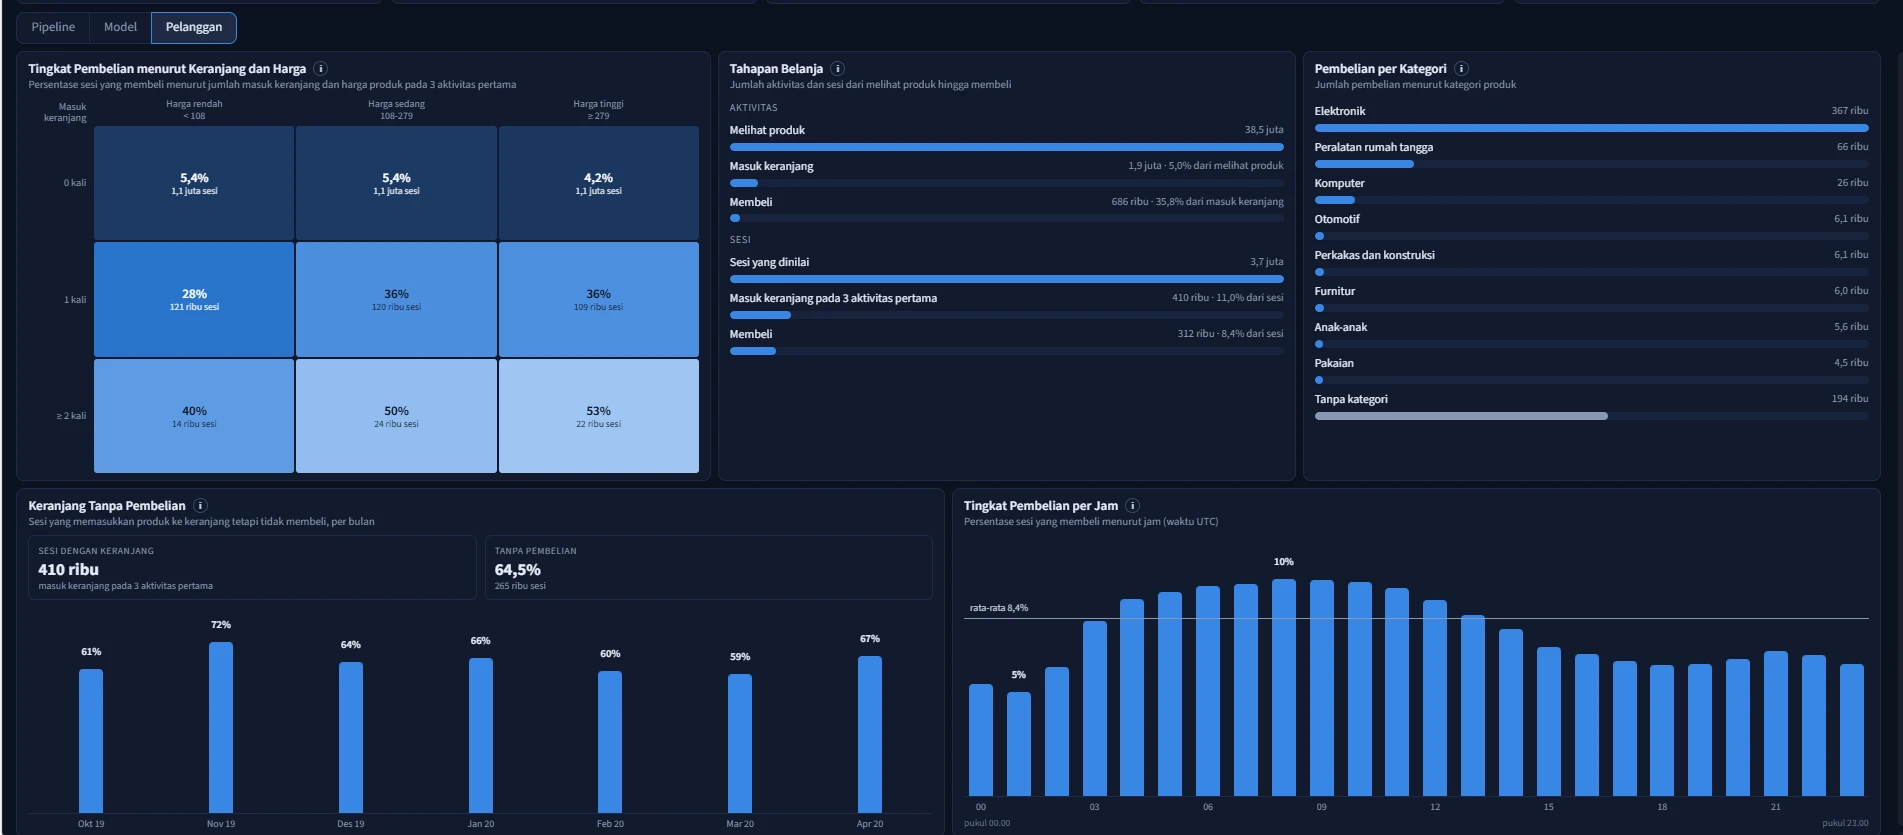 Pipeline
Model
Pelanggan
Tingkat Pembelian menurut Keranjang dan Harga i
Persentase sesi yang membeli menurut jumlah masuk keranjang dan harga produk pada 3 aktivitas pertama
Masuk
keranjang
Harga rendah
< 108
Harga sedang
108-279
Harga tinggi
≥ 279
0 kali
5,4%
1,1 juta sesi
5,4%
1,1 juta sesi
4,2%
1,1 juta sesi
1 kali
28%
121 ribu sesi
36%
120 ribu sesi
36%
109 ribu sesi
≥ 2 kali
40%
14 ribu sesi
50%
24 ribu sesi
53%
22 ribu sesi
Tahapan Belanja i
Jumlah aktivitas dan sesi dari melihat produk hingga membeli
AKTIVITAS
Melihat produk 38,5 juta
Masuk keranjang 1,9 juta · 5,0% dari melihat produk
Membeli 686 ribu · 35,8% dari masuk keranjang
SESI
Sesi yang dinilai 3,7 juta
Masuk keranjang pada 3 aktivitas pertama 410 ribu · 11,0% dari sesi
Membeli 312 ribu · 8,4% dari sesi
Pembelian per Kategori i
Jumlah pembelian menurut kategori produk
Elektronik 367 ribu
Peralatan rumah tangga 66 ribu
Komputer 26 ribu
Otomotif 6,1 ribu
Perkakas dan konstruksi 6,1 ribu
Furnitur 6,0 ribu
Anak-anak 5,6 ribu
Pakaian 4,5 ribu
Tanpa kategori 194 ribu
Keranjang Tanpa Pembelian i
Sesi yang memasukkan produk ke keranjang tetapi tidak membeli, per bulan
SESI DENGAN KERANJANG
410 ribu
masuk keranjang pada 3 aktivitas pertama
TANPA PEMBELIAN
64,5%
265 ribu sesi
61%
72%
64%
66%
60%
59%
67%
Okt 19
Nov 19
Des 19
Jan 20
Feb 20
Mar 20
Apr 20
Tingkat Pembelian per Jam i
Persentase sesi yang membeli menurut jam (waktu UTC)
10%
rata-rata 8,4%
5%
00
03
06
09
12
15
18
21
pukul 00.00
pukul 23.00